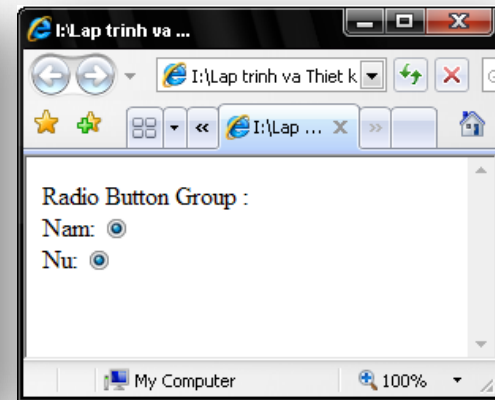 I:\Lap trinh va ...
I:\Lap trinh va Thiet k
I:\Lap ...
Radio Button Group :
Nam:
Nu:
My Computer
100%